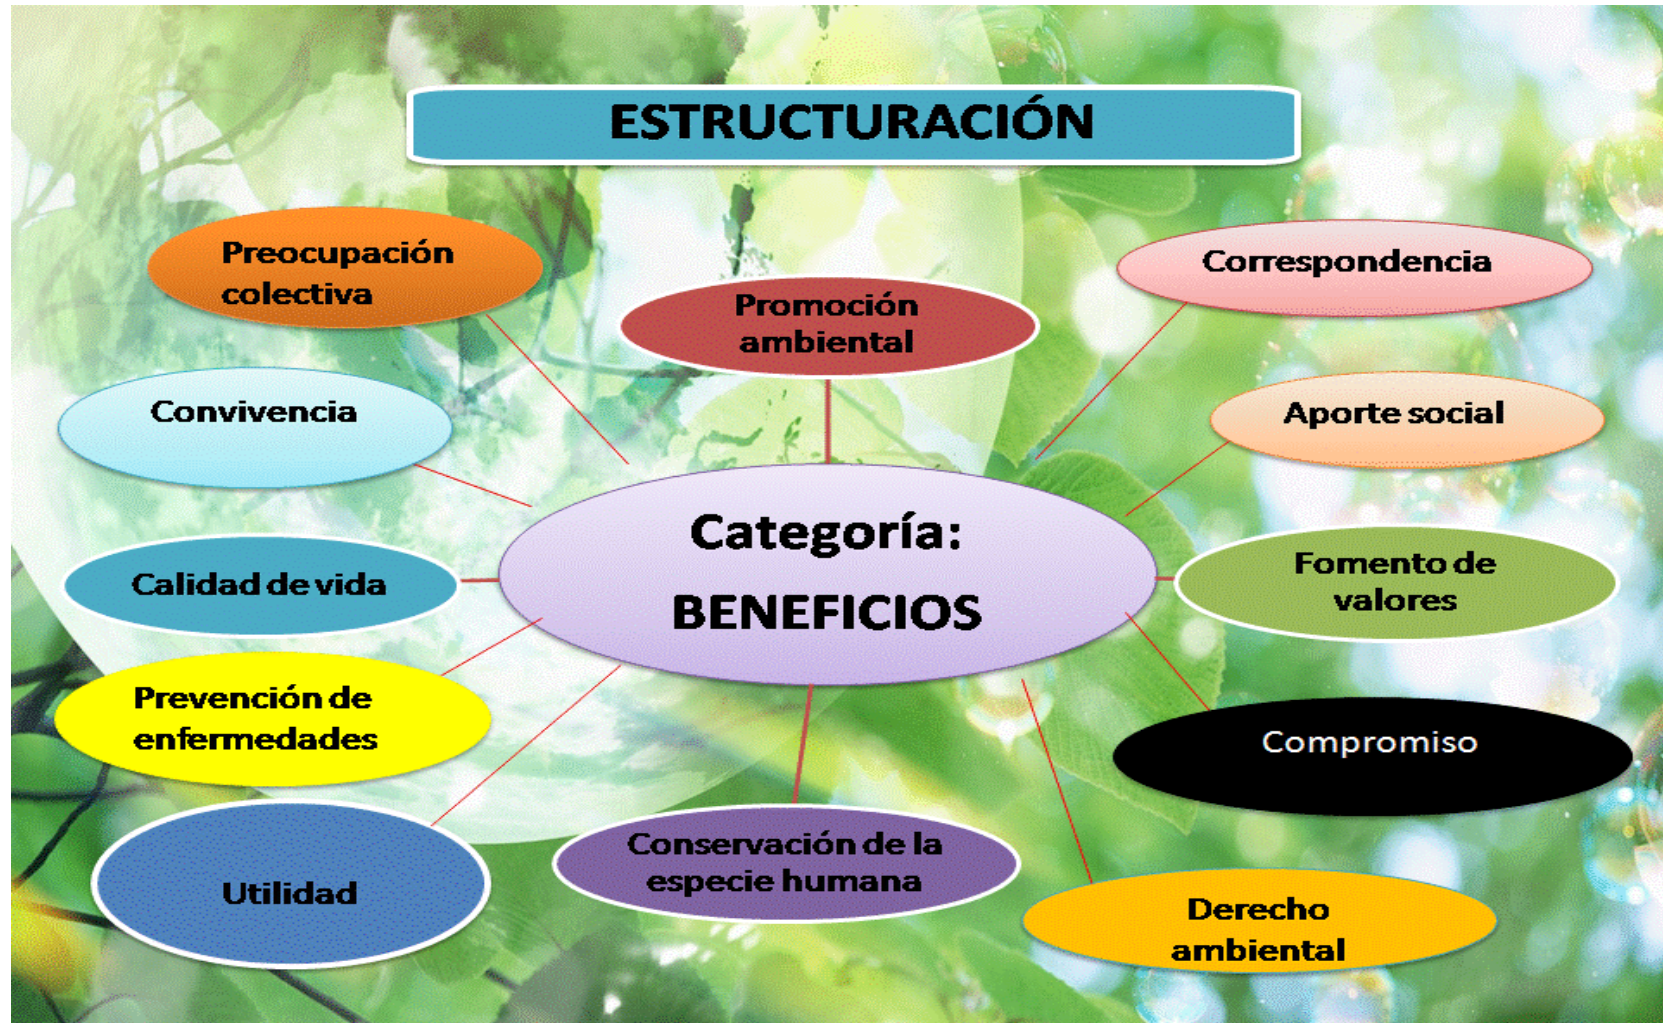 ESTRUCTURACIÓN
Preocupación
colectiva
Promoción
ambiental
Correspondencia
Convivencia
Aporte social
Categoría:
BENEFICIOS
Calidad de vida
Fomento de
valores
Prevención de
enfermedades
Compromiso
Utilidad
Conservación de la
especie humana
Derecho
ambiental